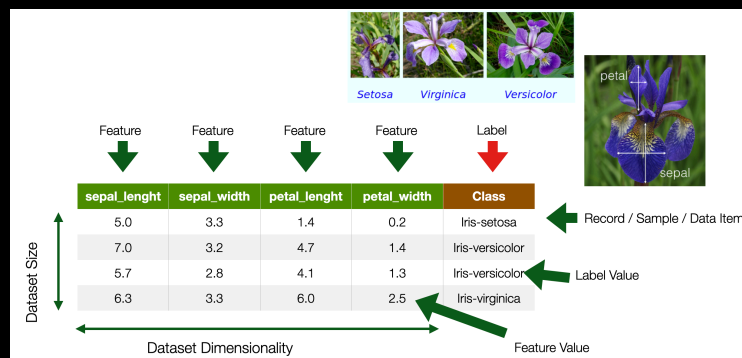 Setosa Virginica Versicolor
petal
sepal
Feature Feature Feature Feature Label
sepal_lenght sepal_width petal_lenght petal_width Class
5.0 3.3 1.4 0.2 Iris-setosa
Record / Sample / Data Item
7.0 3.2 4.7 1.4 Iris-versicolor
5.7 2.8 4.1 1.3 Iris-versicolor
Label Value
6.3 3.3 6.0 2.5 Iris-virginica
Dataset Size
Dataset Dimensionality
Feature Value